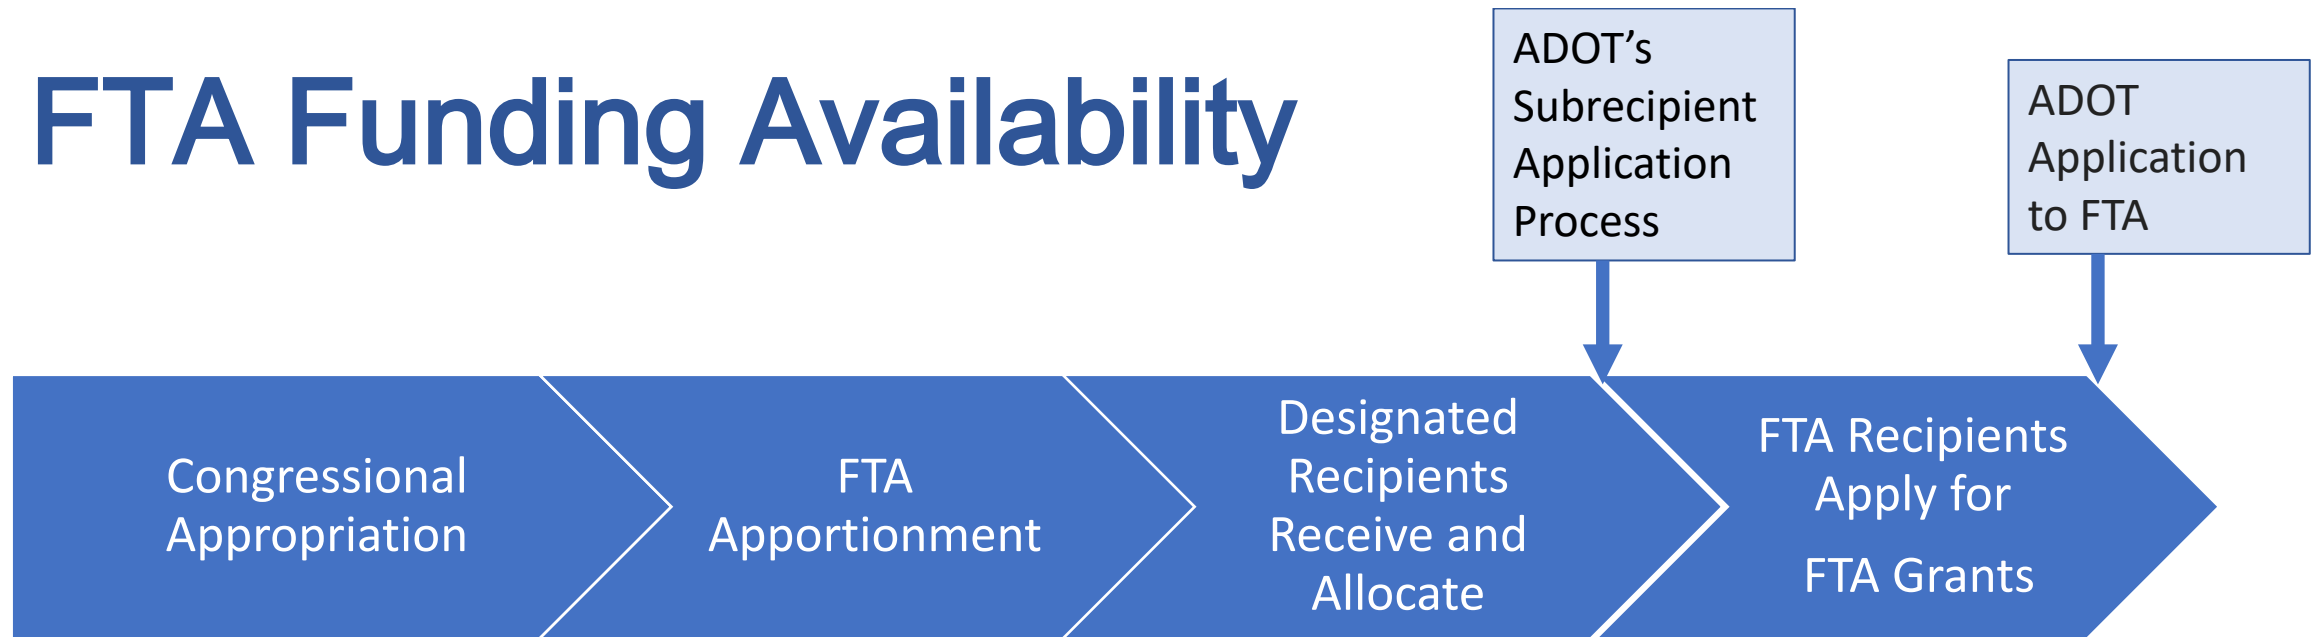 FTA Funding Availability
ADOT’s
Subrecipient
Application
Process
ADOT
Application
to FTA
Congressional
Appropriation
FTA
Apportionment
Designated
Recipients
Receive and
Allocate
FTA Recipients
Apply for
FTA Grants